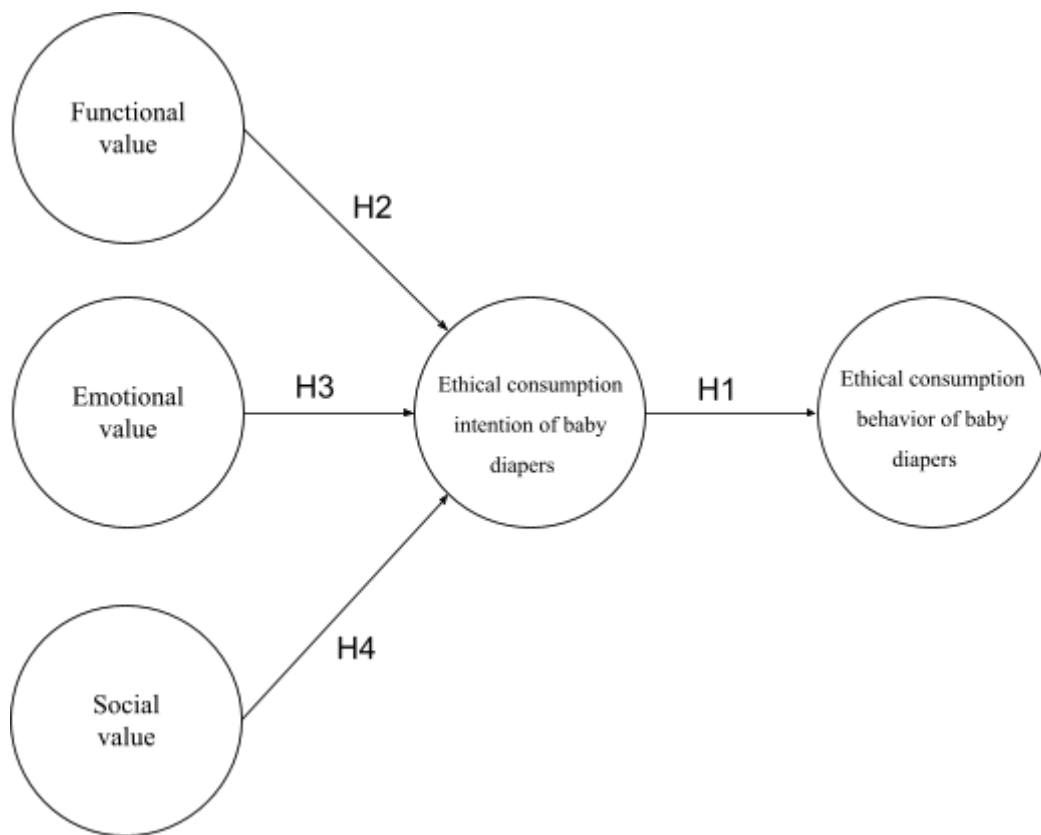 Functional
value
H2
Emotional
value
H3
Ethical consumption
intention of baby
diapers
H1
Ethical consumption
behavior of baby
diapers
H4
Social
value